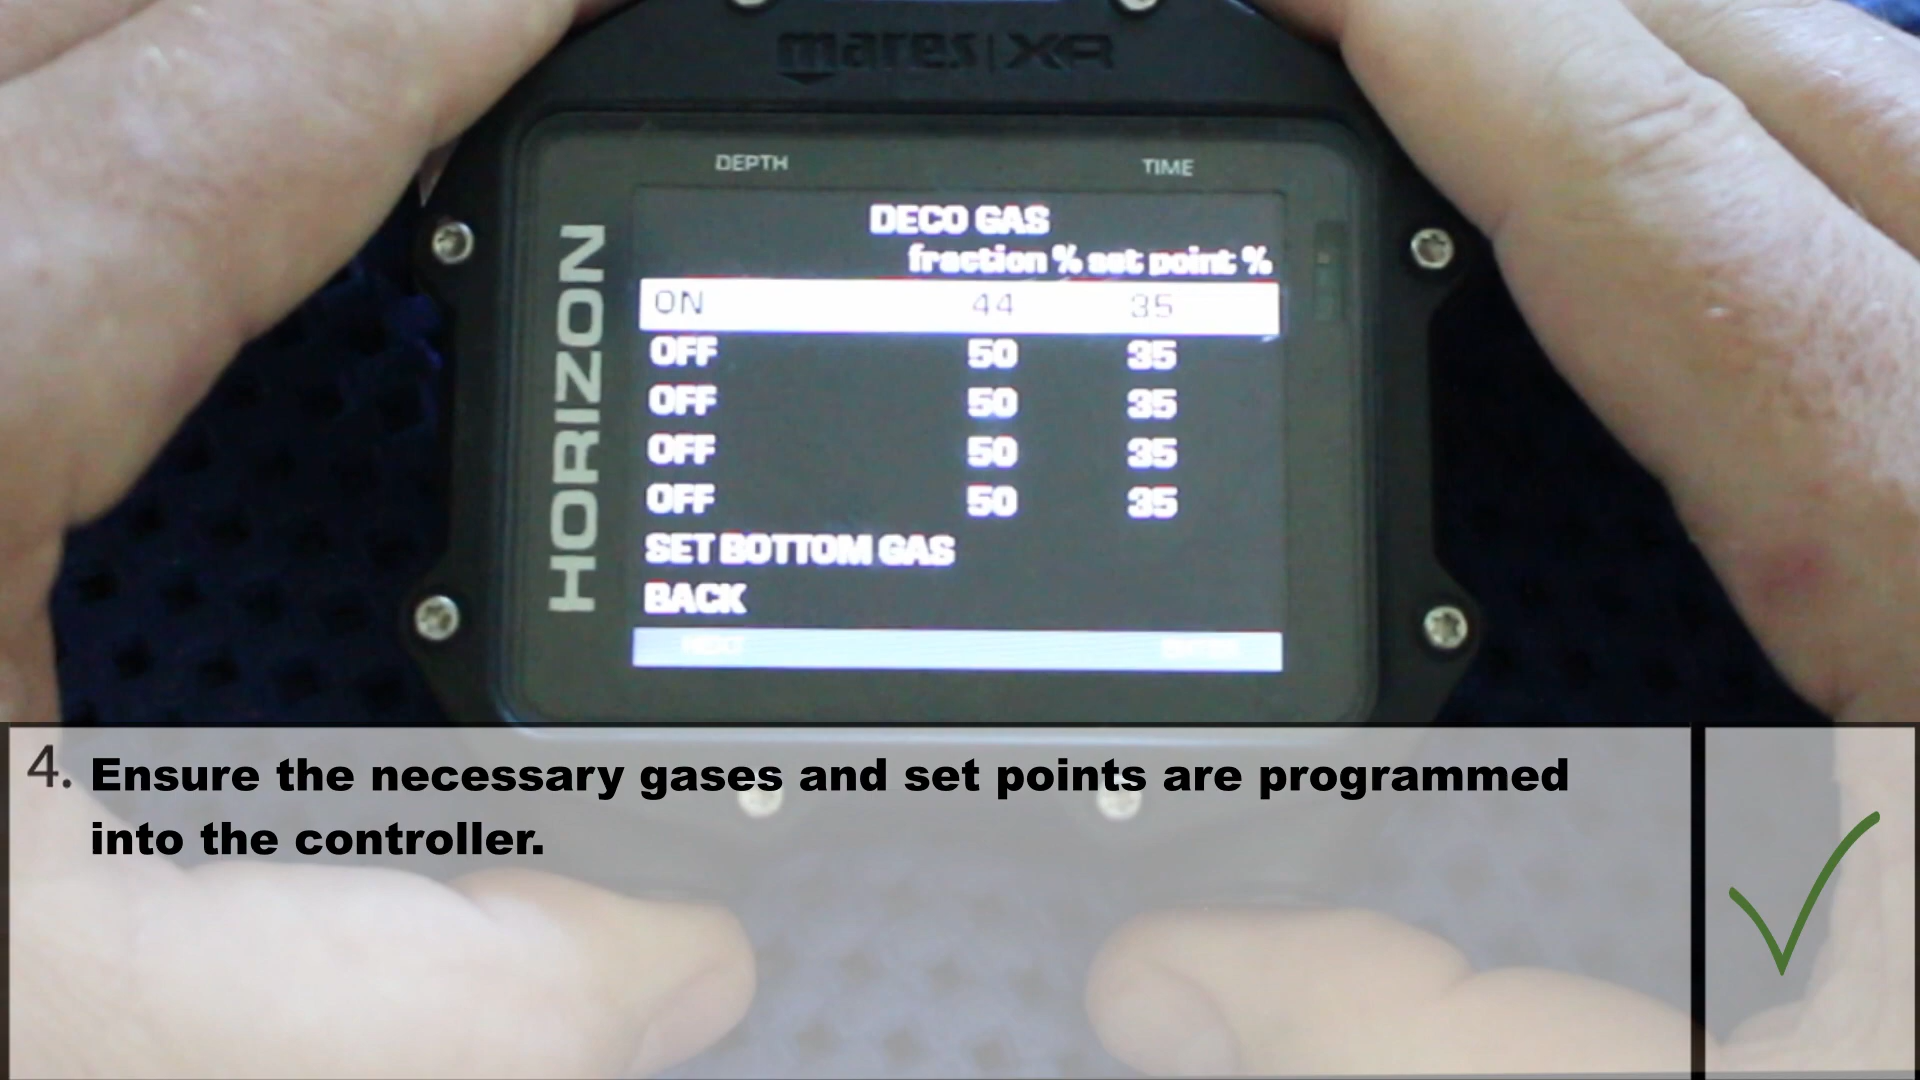 mares | XR
DEPTH TIME
HORIZON
DECO GAS
fraction % set point %
ON 44 35
OFF 50 35
OFF 50 35
OFF 50 35
OFF 50 35
SET BOTTOM GAS
BACK
NEXT ENTER
4. Ensure the necessary gases and set points are programmed
into the controller.